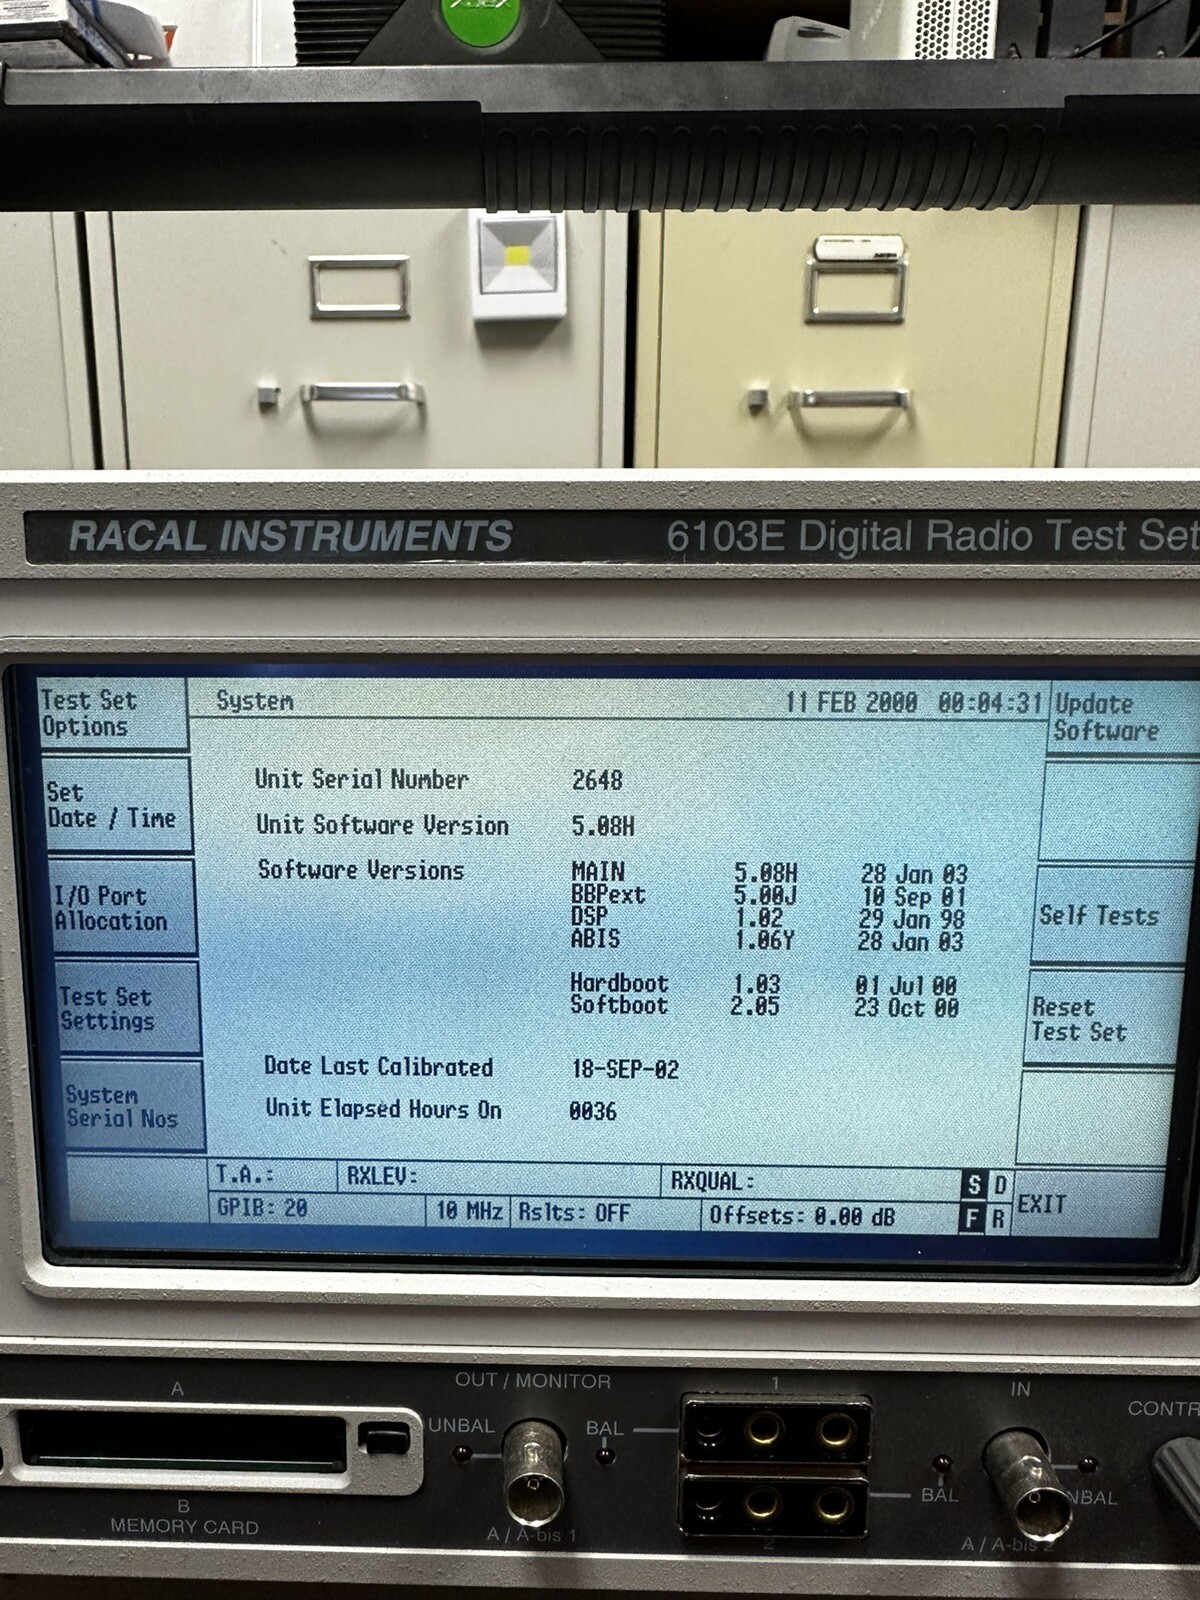 XBOX
RACAL INSTRUMENTS 6103E Digital Radio Test Set
Test Set
Options
Set
Date / Time
I/O Port
Allocation
Test Set
Settings
System
Serial Nos
System 11 FEB 2000 00:04:31
Unit Serial Number 2648
Unit Software Version 5.08H
Software Versions MAIN 5.08H 28 Jan 03
BBPext 5.00J 10 Sep 01
DSP 1.02 29 Jan 98
ABIS 1.06Y 28 Jan 03
Hardboot 1.03 01 Jul 00
Softboot 2.05 23 Oct 00
Date Last Calibrated 18-SEP-02
Unit Elapsed Hours On 0036
T.A.: RXLEV: RXQUAL: S D
GPIB: 20 10 MHz Rslts: OFF Offsets: 0.00 dB F R
Update
Software
Self Tests
Reset
Test Set
EXIT
A
B
MEMORY CARD
OUT / MONITOR
UNBAL BAL
A / A-bis 1
1
2
IN
BAL NBAL
A / A-bis 2
CONTR